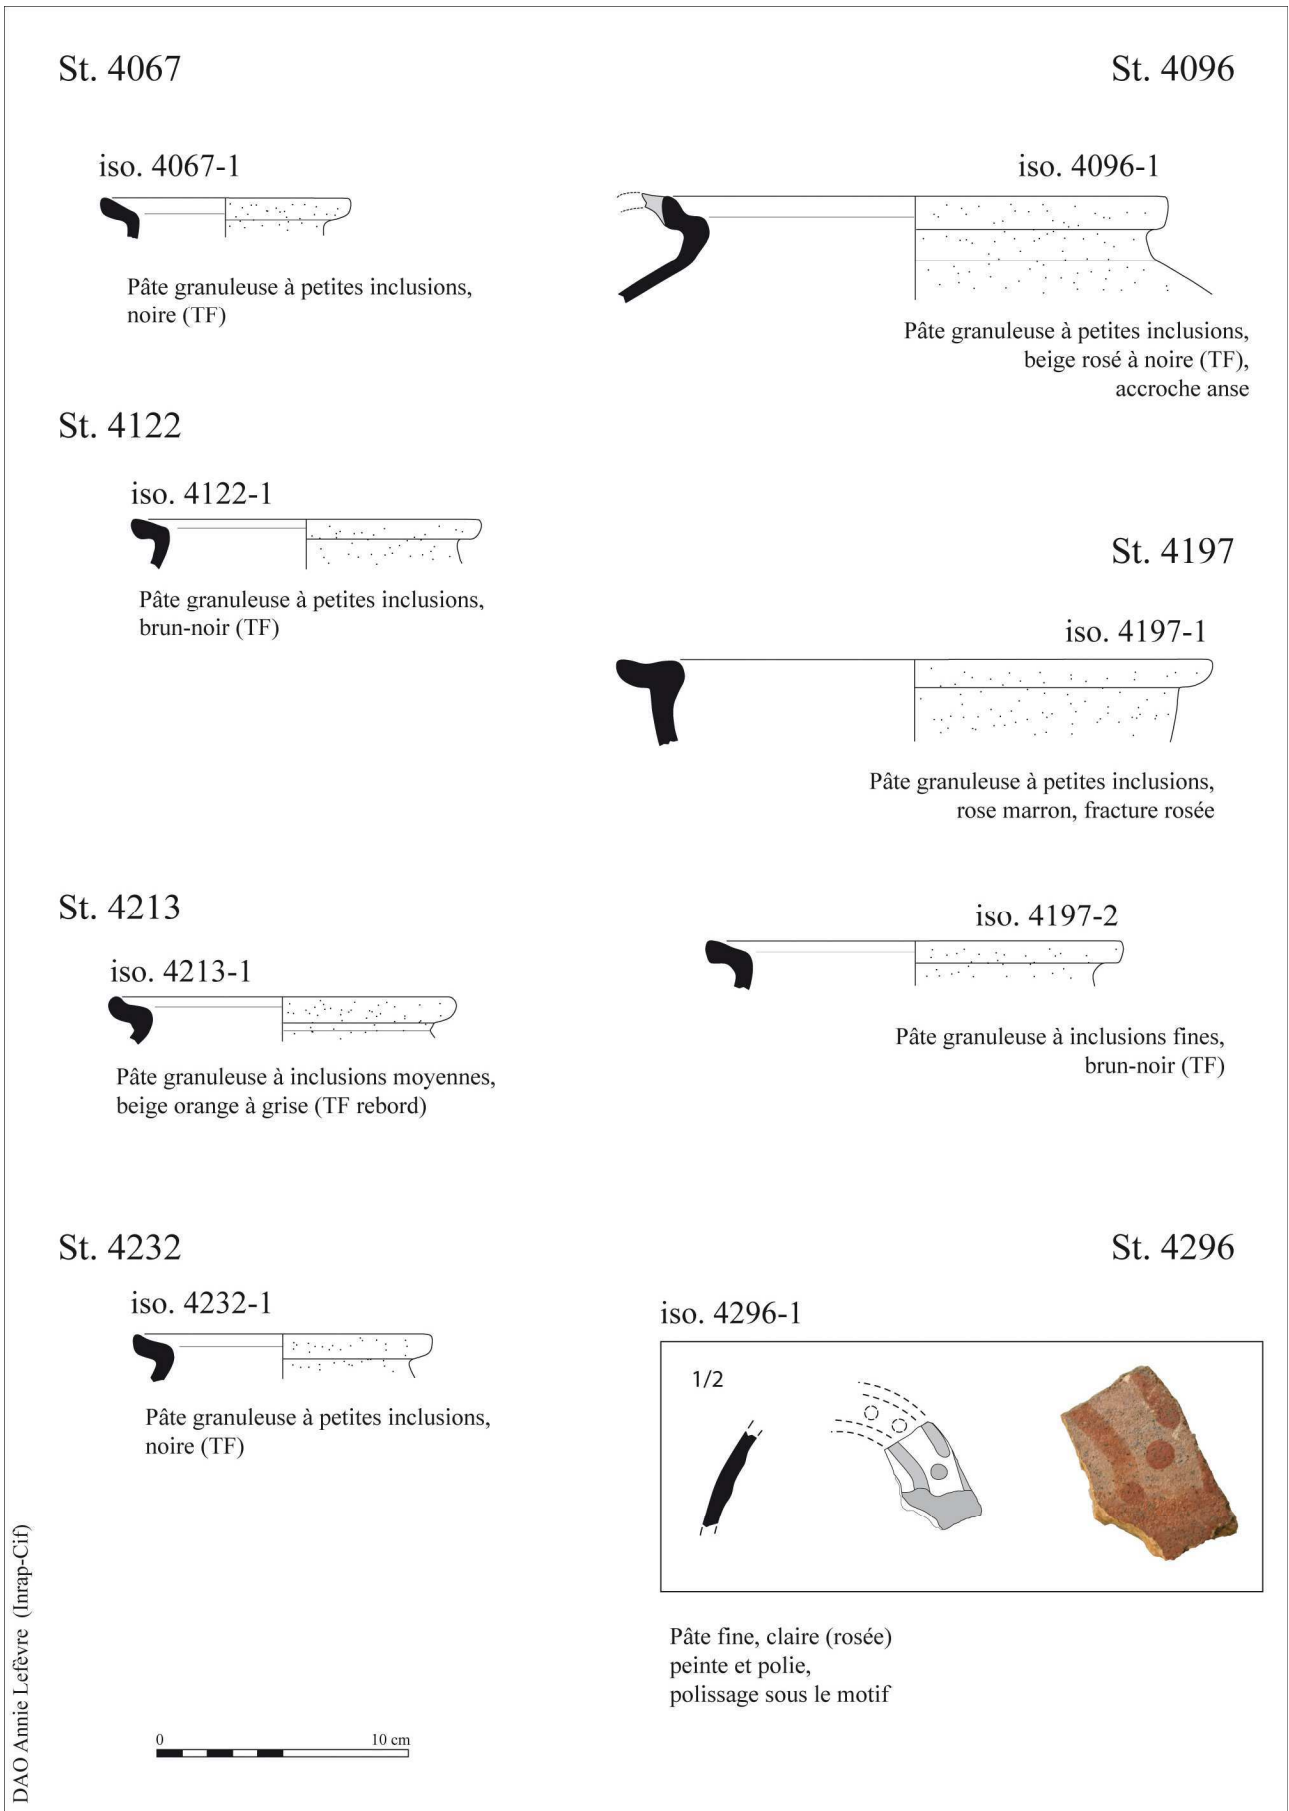 St. 4067
iso. 4067-1
Pâte granuleuse à petites inclusions,
noire (TF)
St. 4096
iso. 4096-1
Pâte granuleuse à petites inclusions,
beige rosé à noire (TF),
accroche anse
St. 4122
iso. 4122-1
Pâte granuleuse à petites inclusions,
brun-noir (TF)
St. 4197
iso. 4197-1
Pâte granuleuse à petites inclusions,
rose marron, fracture rosée
iso. 4197-2
Pâte granuleuse à inclusions fines,
brun-noir (TF)
St. 4213
iso. 4213-1
Pâte granuleuse à inclusions moyennes,
beige orange à grise (TF rebord)
St. 4232
iso. 4232-1
Pâte granuleuse à petites inclusions,
noire (TF)
St. 4296
iso. 4296-1
1/2
Pâte fine, claire (rosée)
peinte et polie,
polissage sous le motif
0 10 cm
DAO Annie Lefèvre (Inrap-Cif)